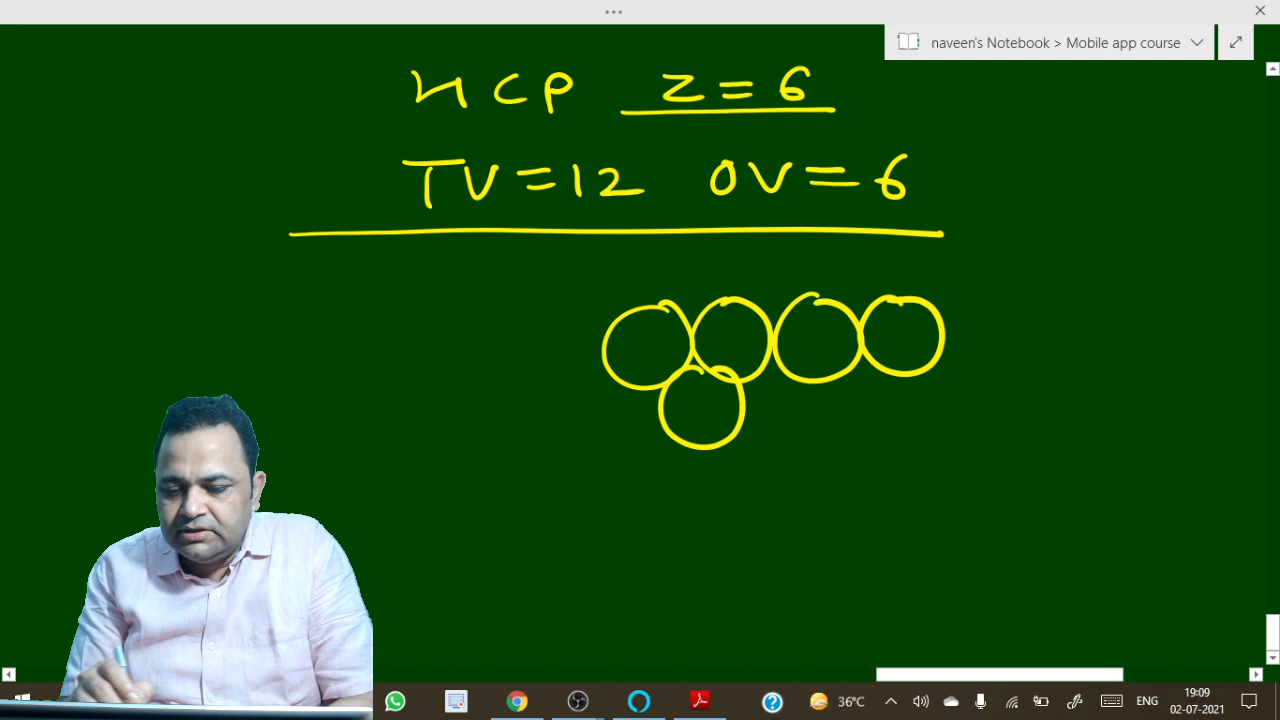 naveen's Notebook > Mobile app course
HCP Z=6
TV=12 OV=6
36°C
ENG
19:09
02-07-2021